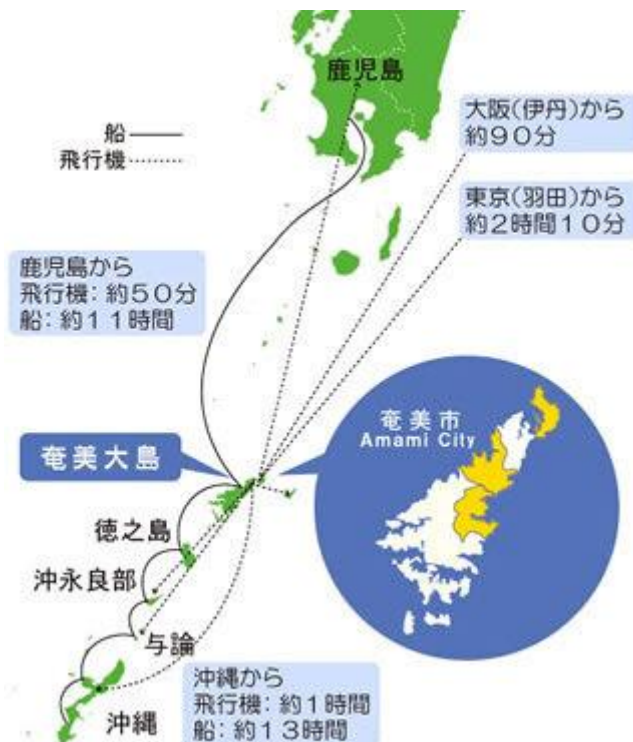 鹿児島
船
飛行機
大阪(伊丹)から
約90分
東京(羽田)から
約2時間10分
鹿児島から
飛行機：約50分
船：約11時間
奄美市
Amami City
奄美大島
徳之島
沖永良部
与論
沖縄から
飛行機：約1時間
船：約13時間
沖縄